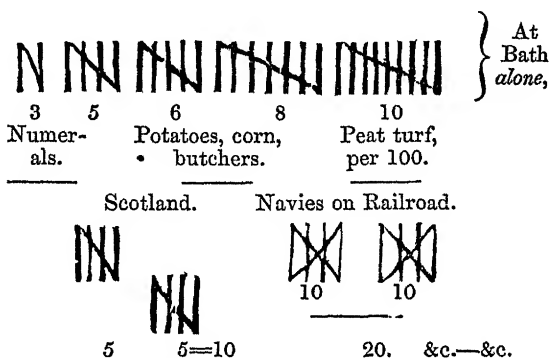 At
Bath
alone,
3 5 6 8 10
Numer- Potatoes, corn, Peat turf,
als. butchers. per 100.
Scotland. Navies on Railroad.
10 10
5 5=10 20. &c.—&c.